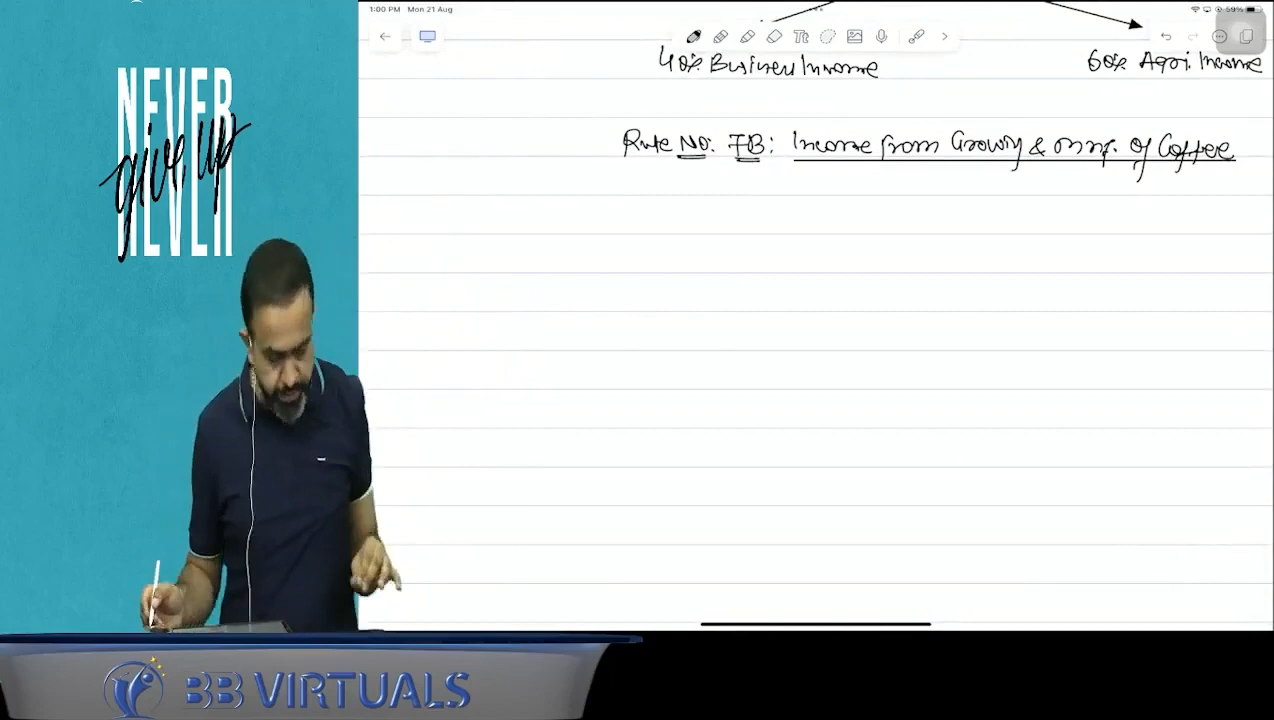 1:00 PM Mon 21 Aug
59%
NEVER
give up
NEVER
40% Business Income
60% Agri. Income
Rule No. 7B: Income from Growing & mnf. of Coffee
BB VIRTUALS